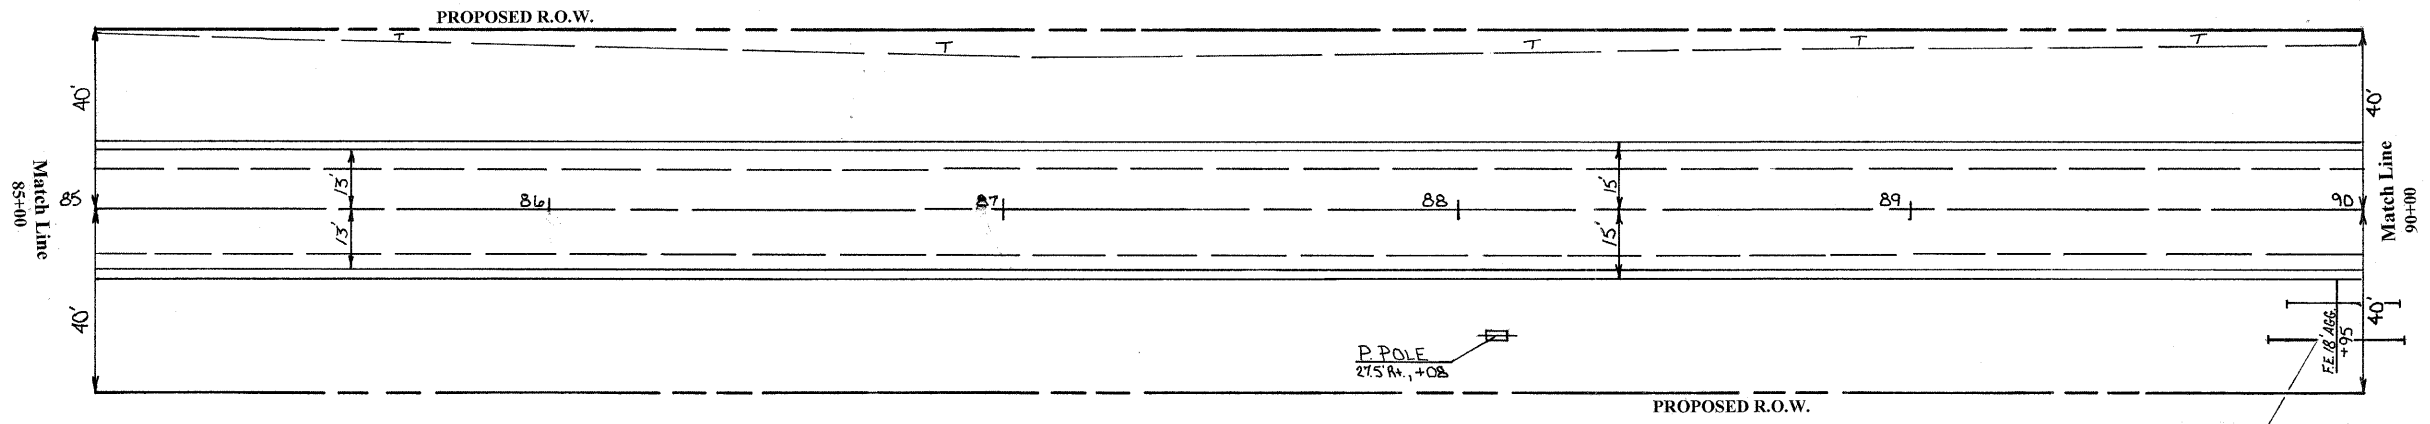 PROPOSED R.O.W.
T T T T T
40'
40'
Match Line
85+00
85
13'
13'
86
87
88
15'
15'
89
90
Match Line
90+00
40'
40'
P. POLE
27.5' Rt., +08
F.E. 18' AGG.
+95
PROPOSED R.O.W.